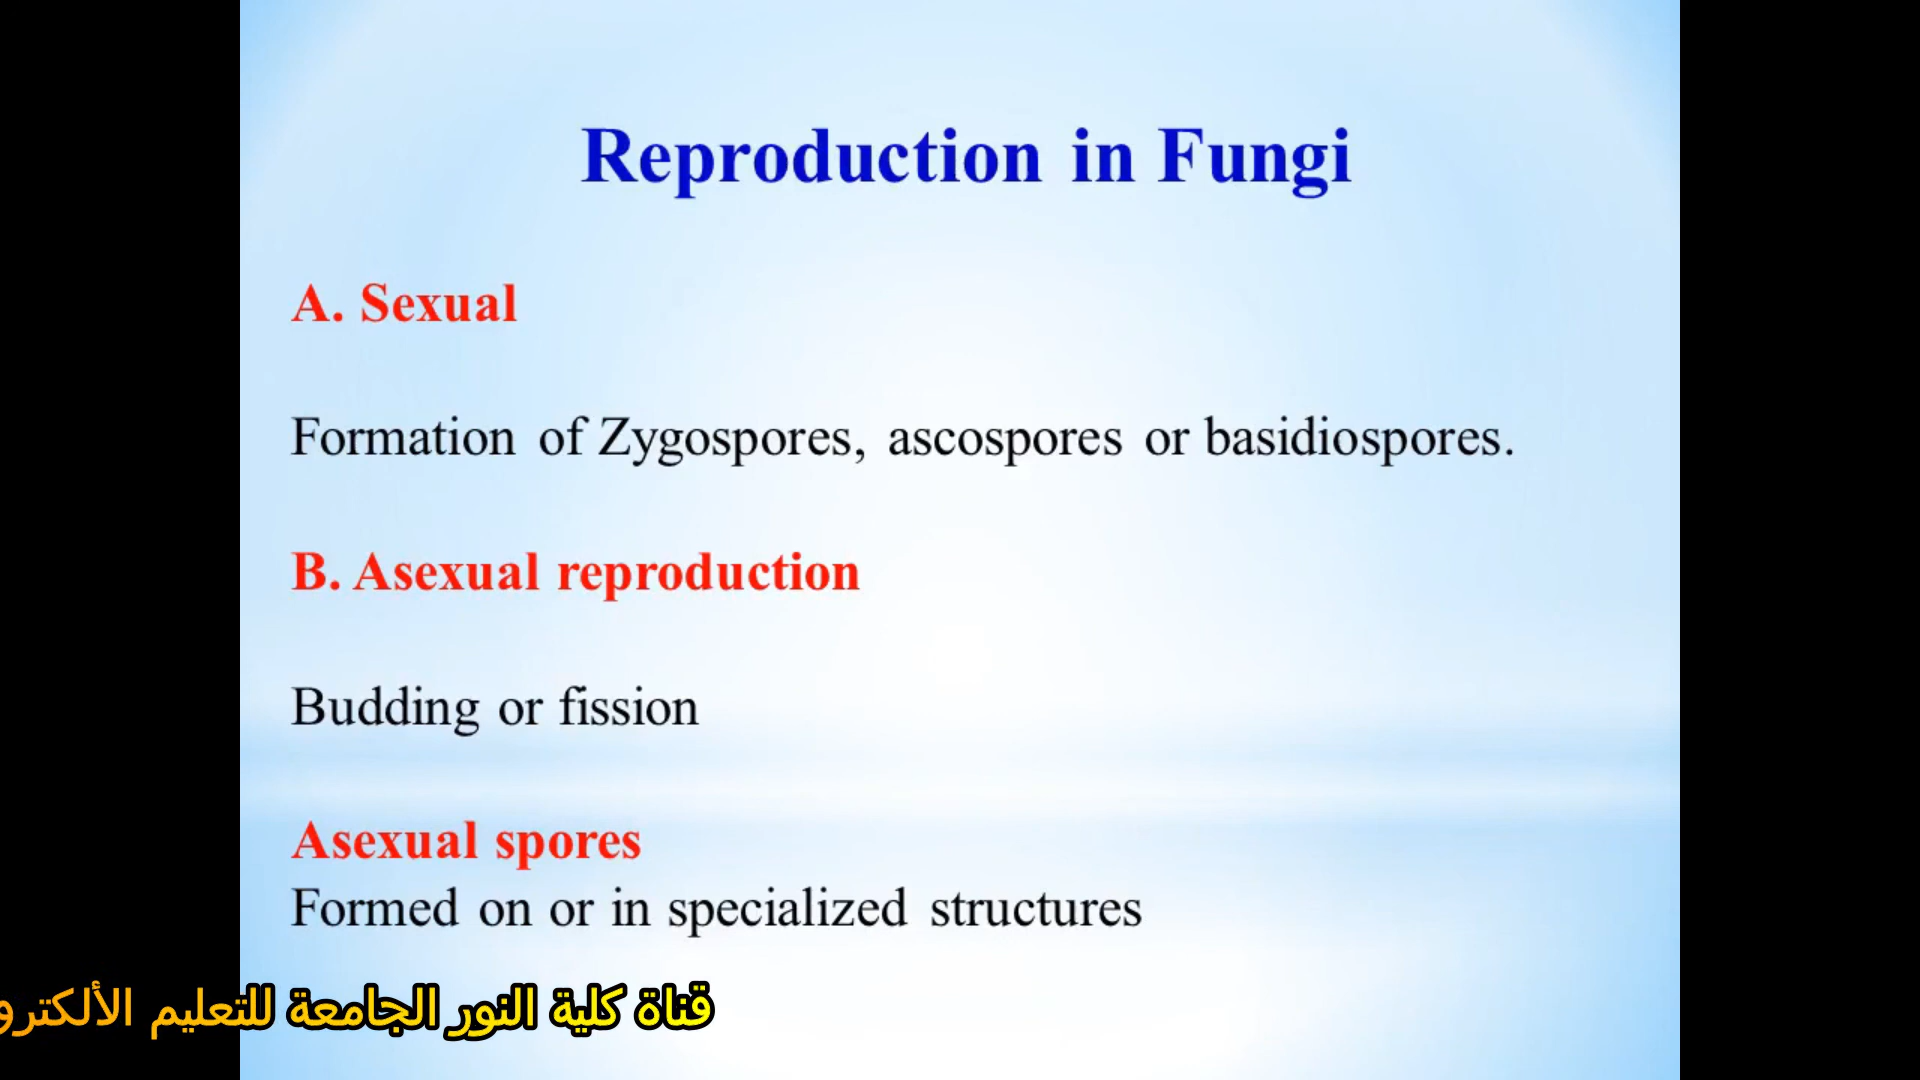 Reproduction in Fungi
A. Sexual
Formation of Zygospores, ascospores or basidiospores.
B. Asexual reproduction
Budding or fission
Asexual spores
Formed on or in specialized structures
قناة كلية النور الجامعة للتعليم